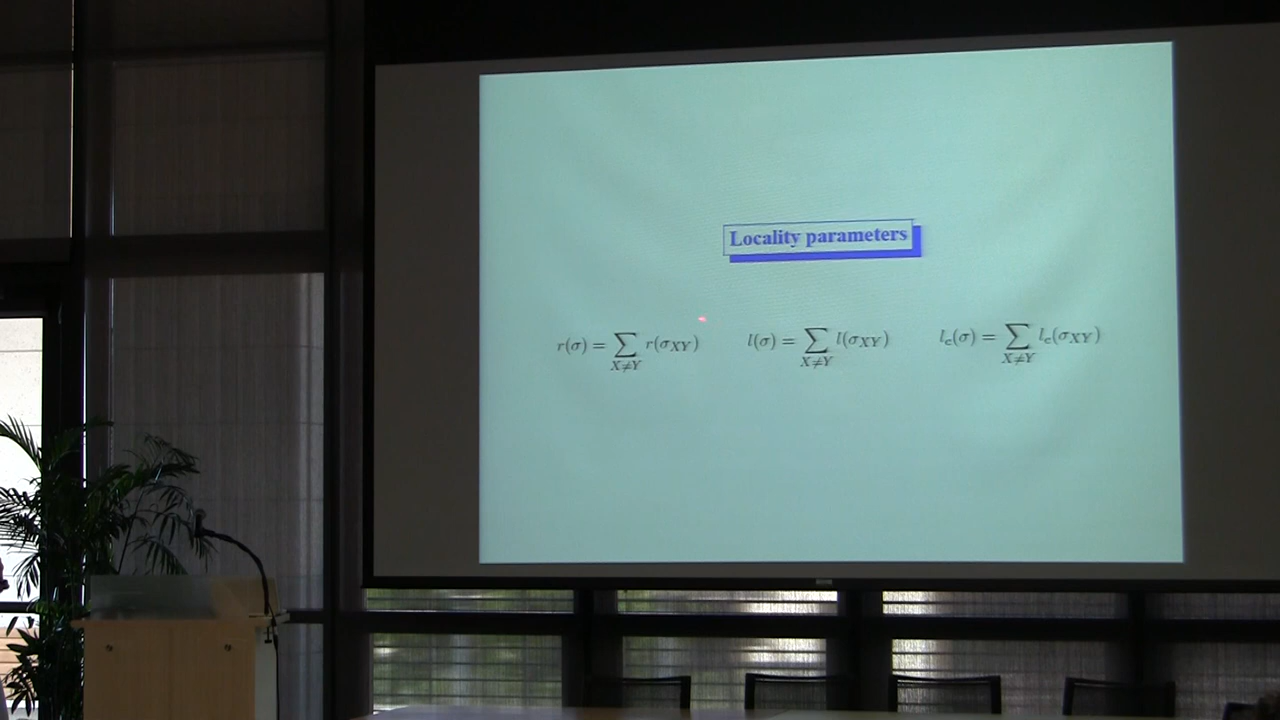 Locality parameters
r(σ) = ∑_{X≠Y} r(σ_{XY}) l(σ) = ∑_{X≠Y} l(σ_{XY}) l_c(σ) = ∑_{X≠Y} l_c(σ_{XY})